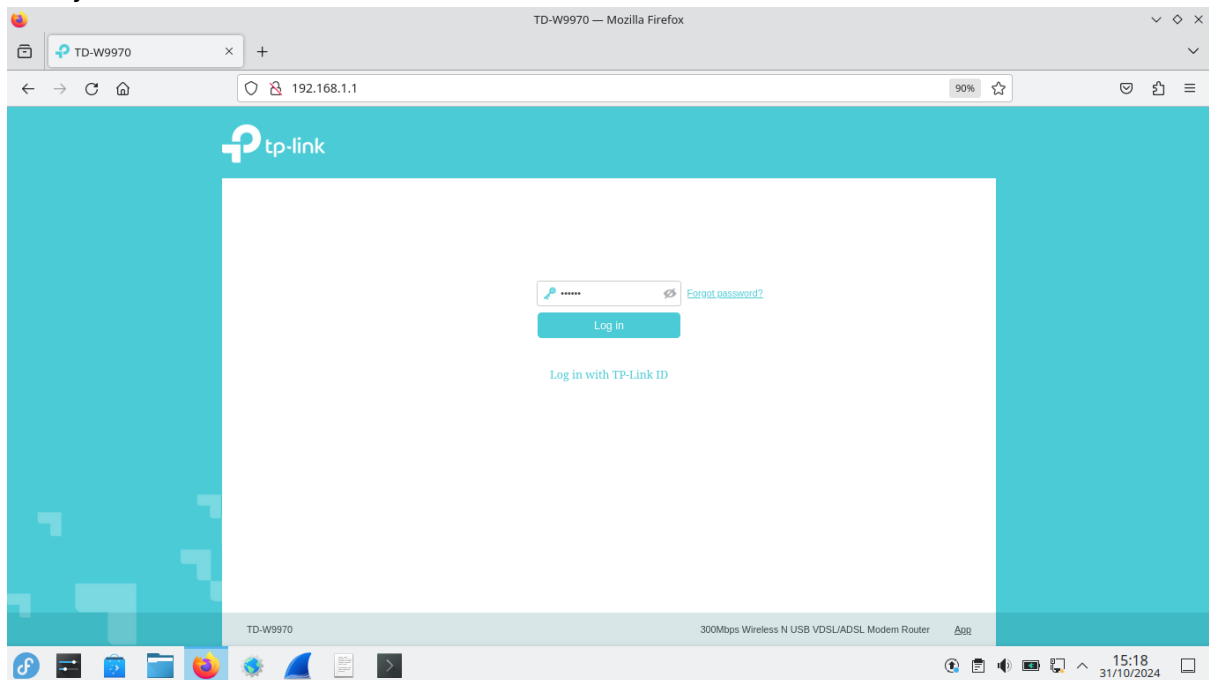 TD-W9970 — Mozilla Firefox
TD-W9970
192.168.1.1
90%
tp-link
Forgot password?
Log in
Log in with TP-Link ID
TD-W9970 300Mbps Wireless N USB VDSL/ADSL Modem Router App
15:18
31/10/2024